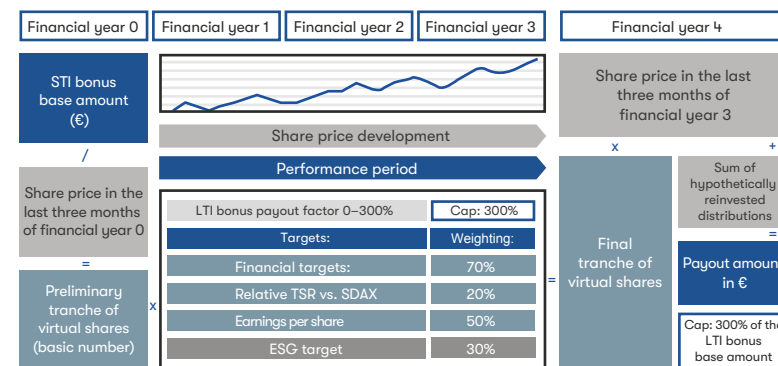 Financial year 0
Financial year 1
Financial year 2
Financial year 3
Financial year 4
STI bonus
base amount
(€)
/
Share price in the
last three months
of financial year 0
=
Preliminary
tranche of
virtual shares
(basic number)
x
Share price development
Performance period
LTI bonus payout factor 0–300%
Cap: 300%
Targets:
Weighting:
Financial targets:
70%
Relative TSR vs. SDAX
20%
Earnings per share
50%
ESG target
30%
=
Share price in the last
three months of
financial year 3
x
Final
tranche of
virtual shares
+
Sum of
hypothetically
reinvested
distributions
=
Payout amoun
in €
Cap: 300% of the
LTI bonus
base amount